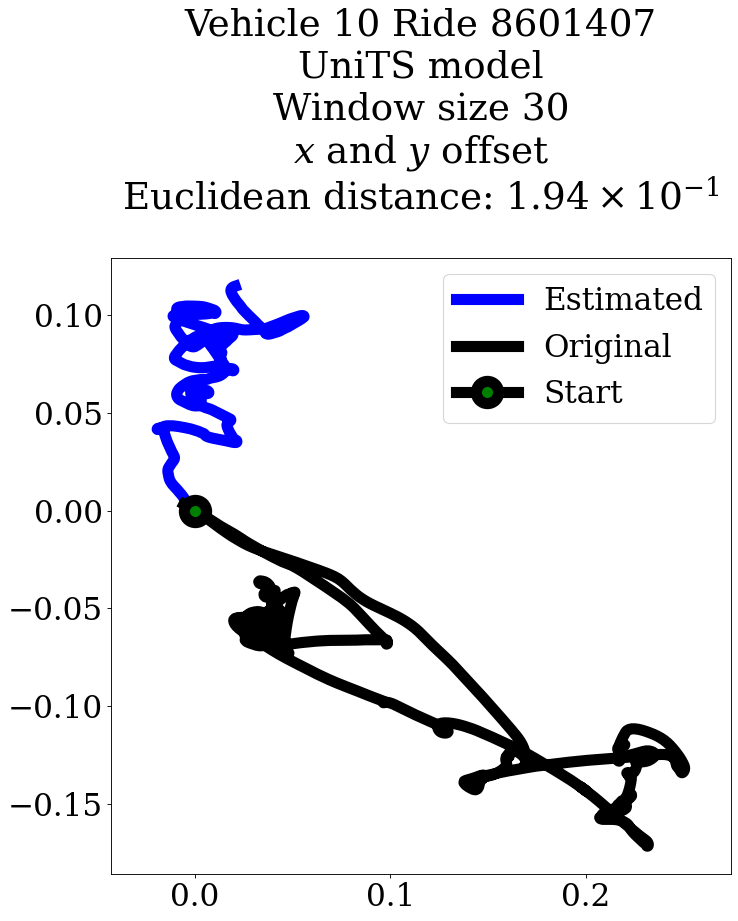 Vehicle 10 Ride 8601407
UniTS model
Window size 30
x and y offset
Euclidean distance: 1.94 × 10⁻¹
Estimated
Original
Start
0.10
0.05
0.00
−0.05
−0.10
−0.15
0.0 0.1 0.2